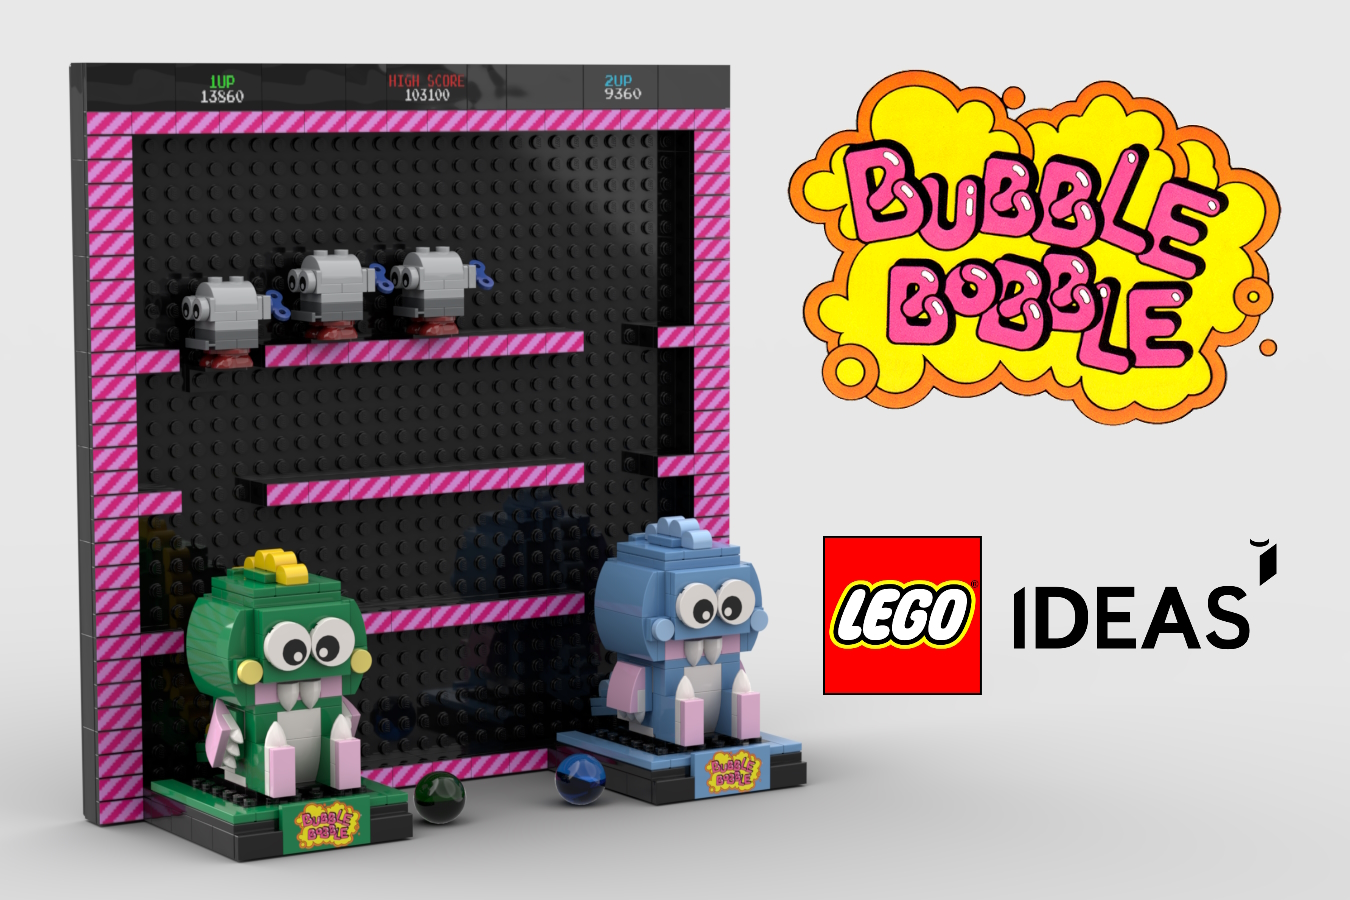 1UP
13860
HIGH SCORE
103100
2UP
9360
BUBBLE
BOBBLE
LEGO
®
IDEAS
BUBBLE
BOBBLE
BUBBLE
BOBBLE